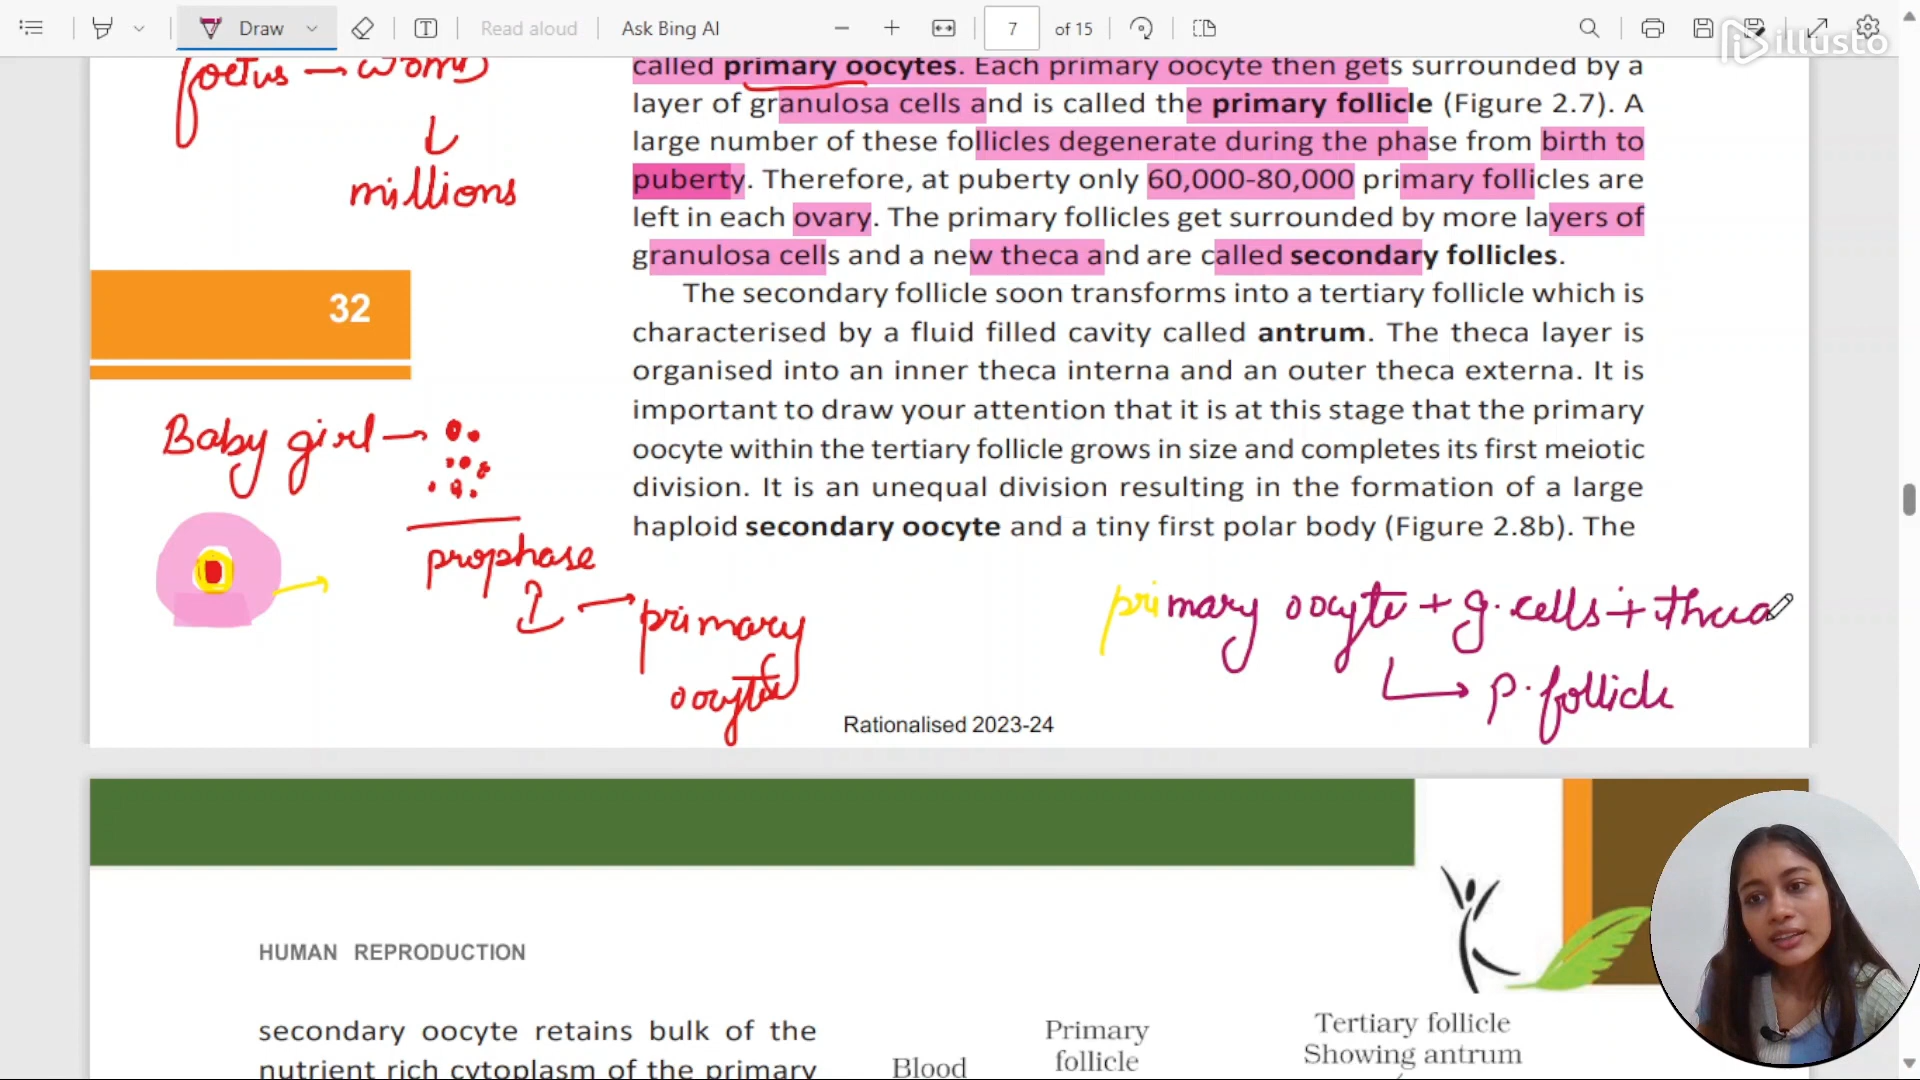 Draw
Read aloud
Ask Bing AI
7 of 15
illusto
foetus → womb
↓
millions
called primary oocytes. Each primary oocyte then gets surrounded by a
layer of granulosa cells and is called the primary follicle (Figure 2.7). A
large number of these follicles degenerate during the phase from birth to
puberty. Therefore, at puberty only 60,000-80,000 primary follicles are
left in each ovary. The primary follicles get surrounded by more layers of
granulosa cells and a new theca and are called secondary follicles.
32
The secondary follicle soon transforms into a tertiary follicle which is
characterised by a fluid filled cavity called antrum. The theca layer is
organised into an inner theca interna and an outer theca externa. It is
important to draw your attention that it is at this stage that the primary
oocyte within the tertiary follicle grows in size and completes its first meiotic
division. It is an unequal division resulting in the formation of a large
haploid secondary oocyte and a tiny first polar body (Figure 2.8b). The
Baby girl →
prophase
I → primary
oocyte
primary oocyte + g. cells + theca
→ p. follicle
Rationalised 2023-24
HUMAN REPRODUCTION
secondary oocyte retains bulk of the
nutrient rich cytoplasm of the primary
Blood
Primary
follicle
Tertiary follicle
Showing antrum